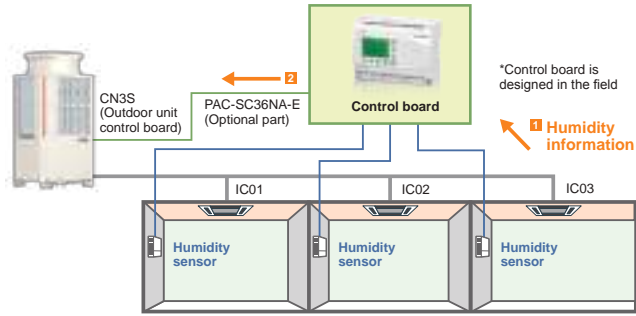 2
CN3S
(Outdoor unit
control board)
PAC-SC36NA-E
(Optional part)
Control board
*Control board is
designed in the field
1 Humidity
information
IC01
IC02
IC03
Humidity
sensor
Humidity
sensor
Humidity
sensor